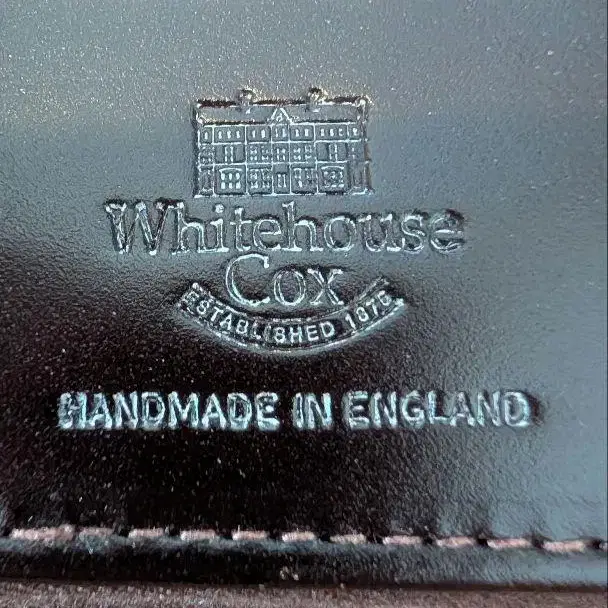 Whitehouse
Cox
ESTABLISHED 1875
HANDMADE IN ENGLAND